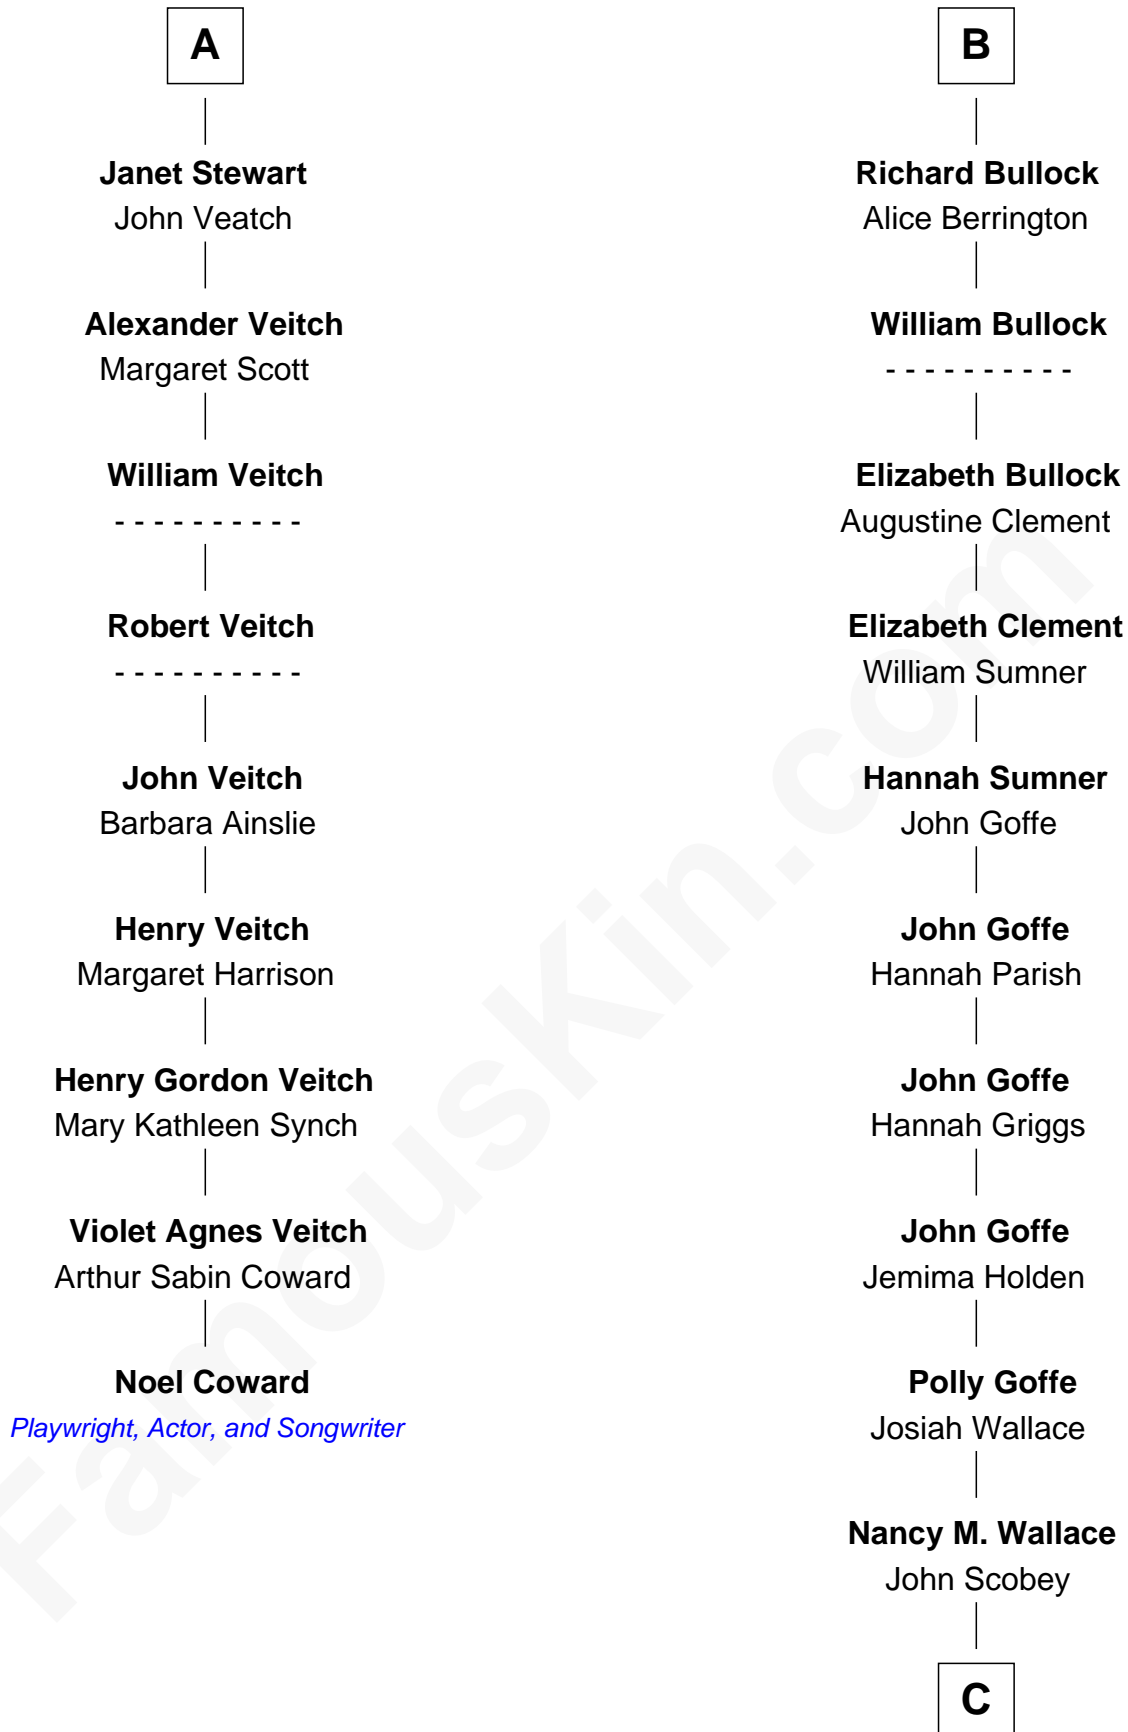 A
Janet Stewart
John Veatch
Alexander Veitch
Margaret Scott
William Veitch
- - - - - - - - - -
Robert Veitch
- - - - - - - - - -
John Veitch
Barbara Ainslie
Henry Veitch
Margaret Harrison
Henry Gordon Veitch
Mary Kathleen Synch
Violet Agnes Veitch
Arthur Sabin Coward
Noel Coward
Playwright, Actor, and Songwriter
B
Richard Bullock
Alice Berrington
William Bullock
- - - - - - - - - -
Elizabeth Bullock
Augustine Clement
Elizabeth Clement
William Sumner
Hannah Sumner
John Goffe
John Goffe
Hannah Parish
John Goffe
Hannah Griggs
John Goffe
Jemima Holden
Polly Goffe
Josiah Wallace
Nancy M. Wallace
John Scobey
C
FamousKin.com